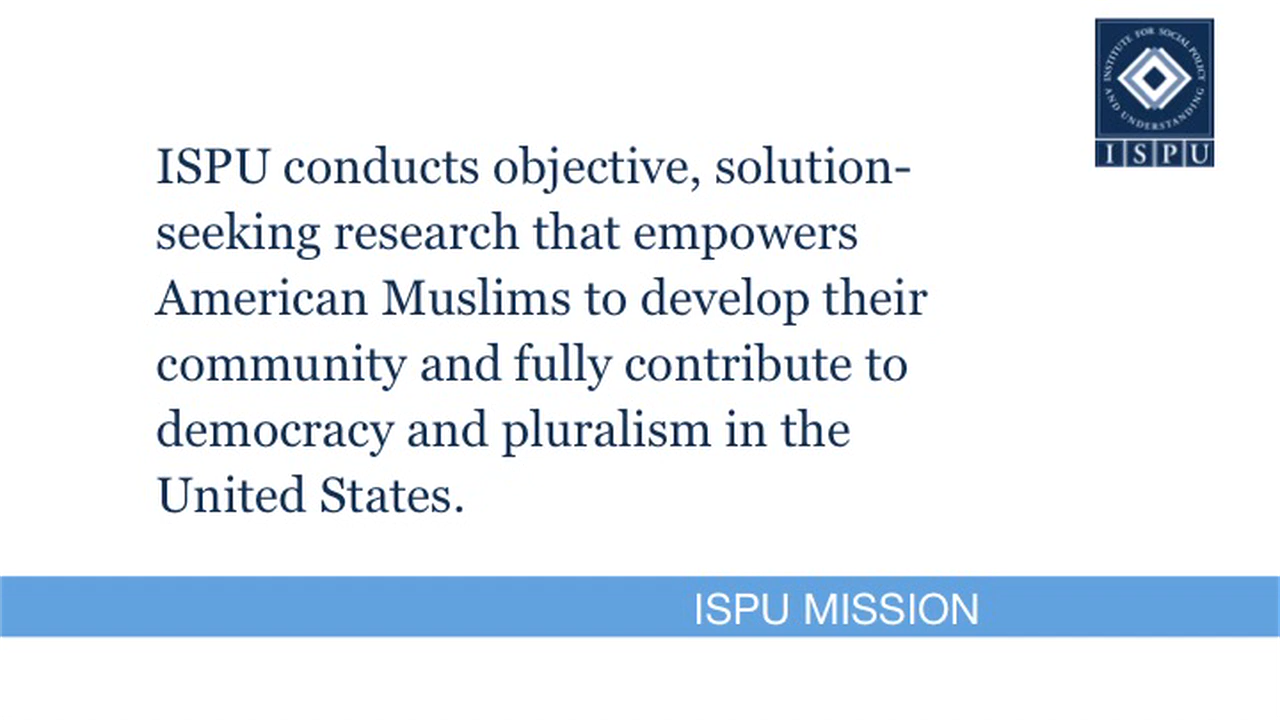 INSTITUTE FOR SOCIAL POLICY
AND UNDERSTANDING
ISPU
ISPU conducts objective, solution-
seeking research that empowers
American Muslims to develop their
community and fully contribute to
democracy and pluralism in the
United States.
ISPU MISSION